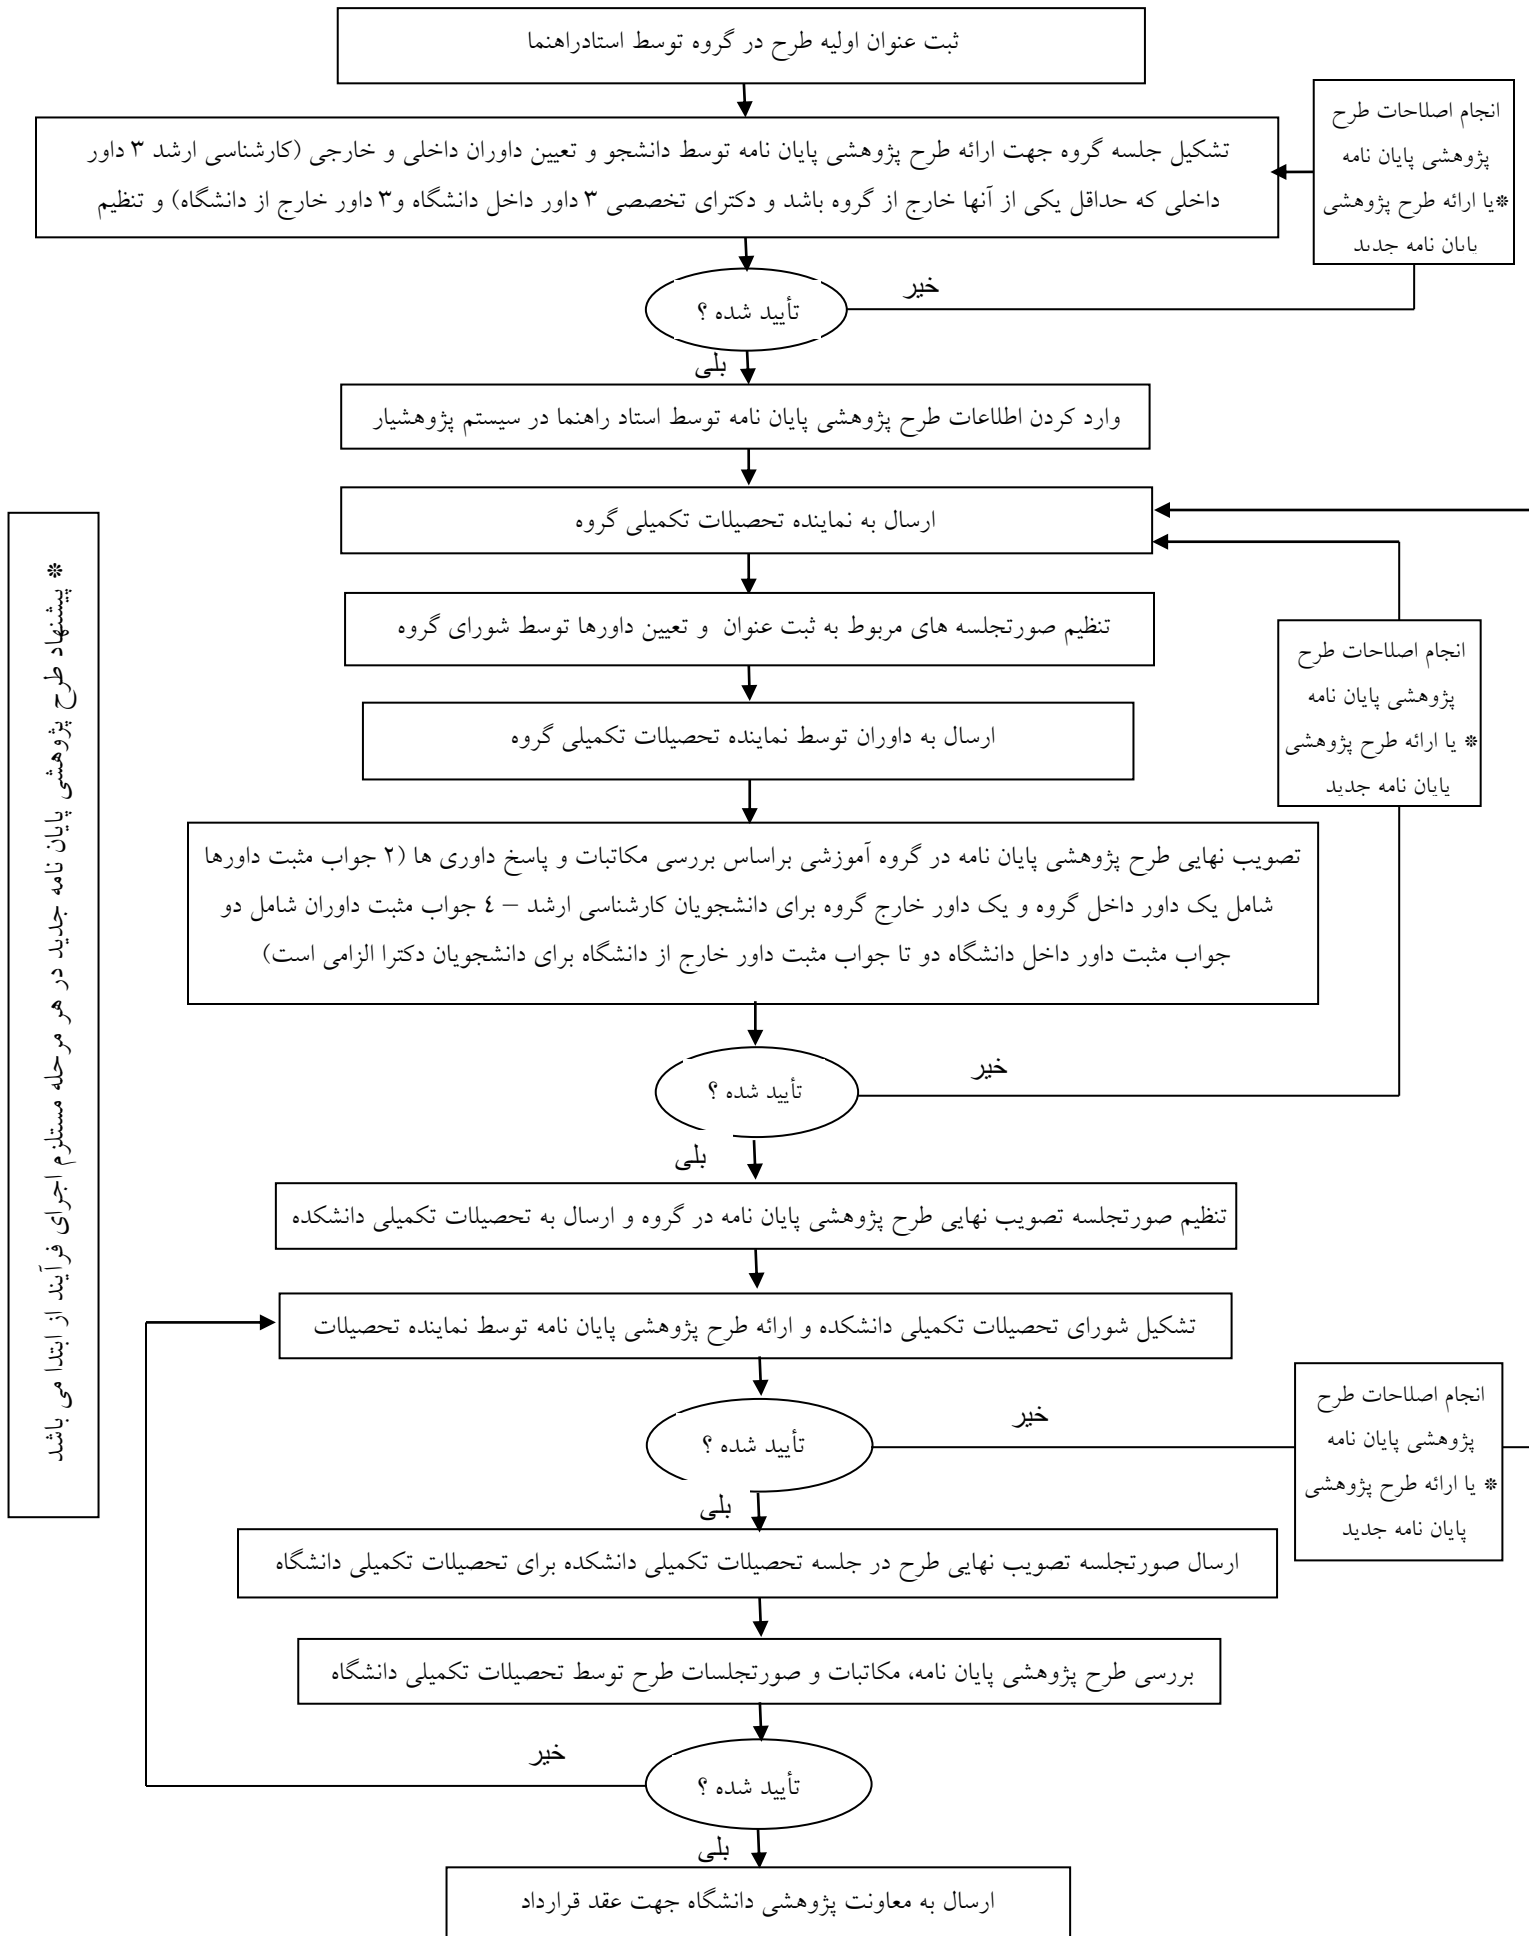 ثبت عنوان اولیه طرح در گروه توسط استادراهنما
انجام اصلاحات طرح
پژوهشی پایان نامه
*یا ارائه طرح پژوهشی
پایان نامه جدید
تشکیل جلسه گروه جهت ارائه طرح پژوهشی پایان نامه توسط دانشجو و تعیین داوران داخلی و خارجی (کارشناسی ارشد ۳ داور
داخلی که حداقل یکی از آنها خارج از گروه باشد و دکترای تخصصی ۳ داور داخل دانشگاه و۳ داور خارج از دانشگاه) و تنظیم
خیر
تأیید شده ؟
بلی
وارد کردن اطلاعات طرح پژوهشی پایان نامه توسط استاد راهنما در سیستم پژوهشیار
ارسال به نماینده تحصیلات تکمیلی گروه
تنظیم صورتجلسه های مربوط به ثبت عنوان و تعیین داورها توسط شورای گروه
انجام اصلاحات طرح
پژوهشی پایان نامه
* یا ارائه طرح پژوهشی
پایان نامه جدید
ارسال به داوران توسط نماینده تحصیلات تکمیلی گروه
تصویب نهایی طرح پژوهشی پایان نامه در گروه آموزشی براساس بررسی مکاتبات و پاسخ داوری ها (۲ جواب مثبت داورها
شامل یک داور داخل گروه و یک داور خارج گروه برای دانشجویان کارشناسی ارشد – ٤ جواب مثبت داوران شامل دو
جواب مثبت داور داخل دانشگاه دو تا جواب مثبت داور خارج از دانشگاه برای دانشجویان دکترا الزامی است)
خیر
تأیید شده ؟
بلی
تنظیم صورتجلسه تصویب نهایی طرح پژوهشی پایان نامه در گروه و ارسال به تحصیلات تکمیلی دانشکده
تشکیل شورای تحصیلات تکمیلی دانشکده و ارائه طرح پژوهشی پایان نامه توسط نماینده تحصیلات
انجام اصلاحات طرح
پژوهشی پایان نامه
* یا ارائه طرح پژوهشی
پایان نامه جدید
خیر
تأیید شده ؟
بلی
ارسال صورتجلسه تصویب نهایی طرح در جلسه تحصیلات تکمیلی دانشکده برای تحصیلات تکمیلی دانشگاه
بررسی طرح پژوهشی پایان نامه، مکاتبات و صورتجلسات طرح توسط تحصیلات تکمیلی دانشگاه
خیر
تأیید شده ؟
بلی
ارسال به معاونت پژوهشی دانشگاه جهت عقد قرارداد
* پیشنهاد طرح پژوهشی پایان نامه جدید در هر مرحله مستلزم اجرای فرآیند از ابتدا می باشد